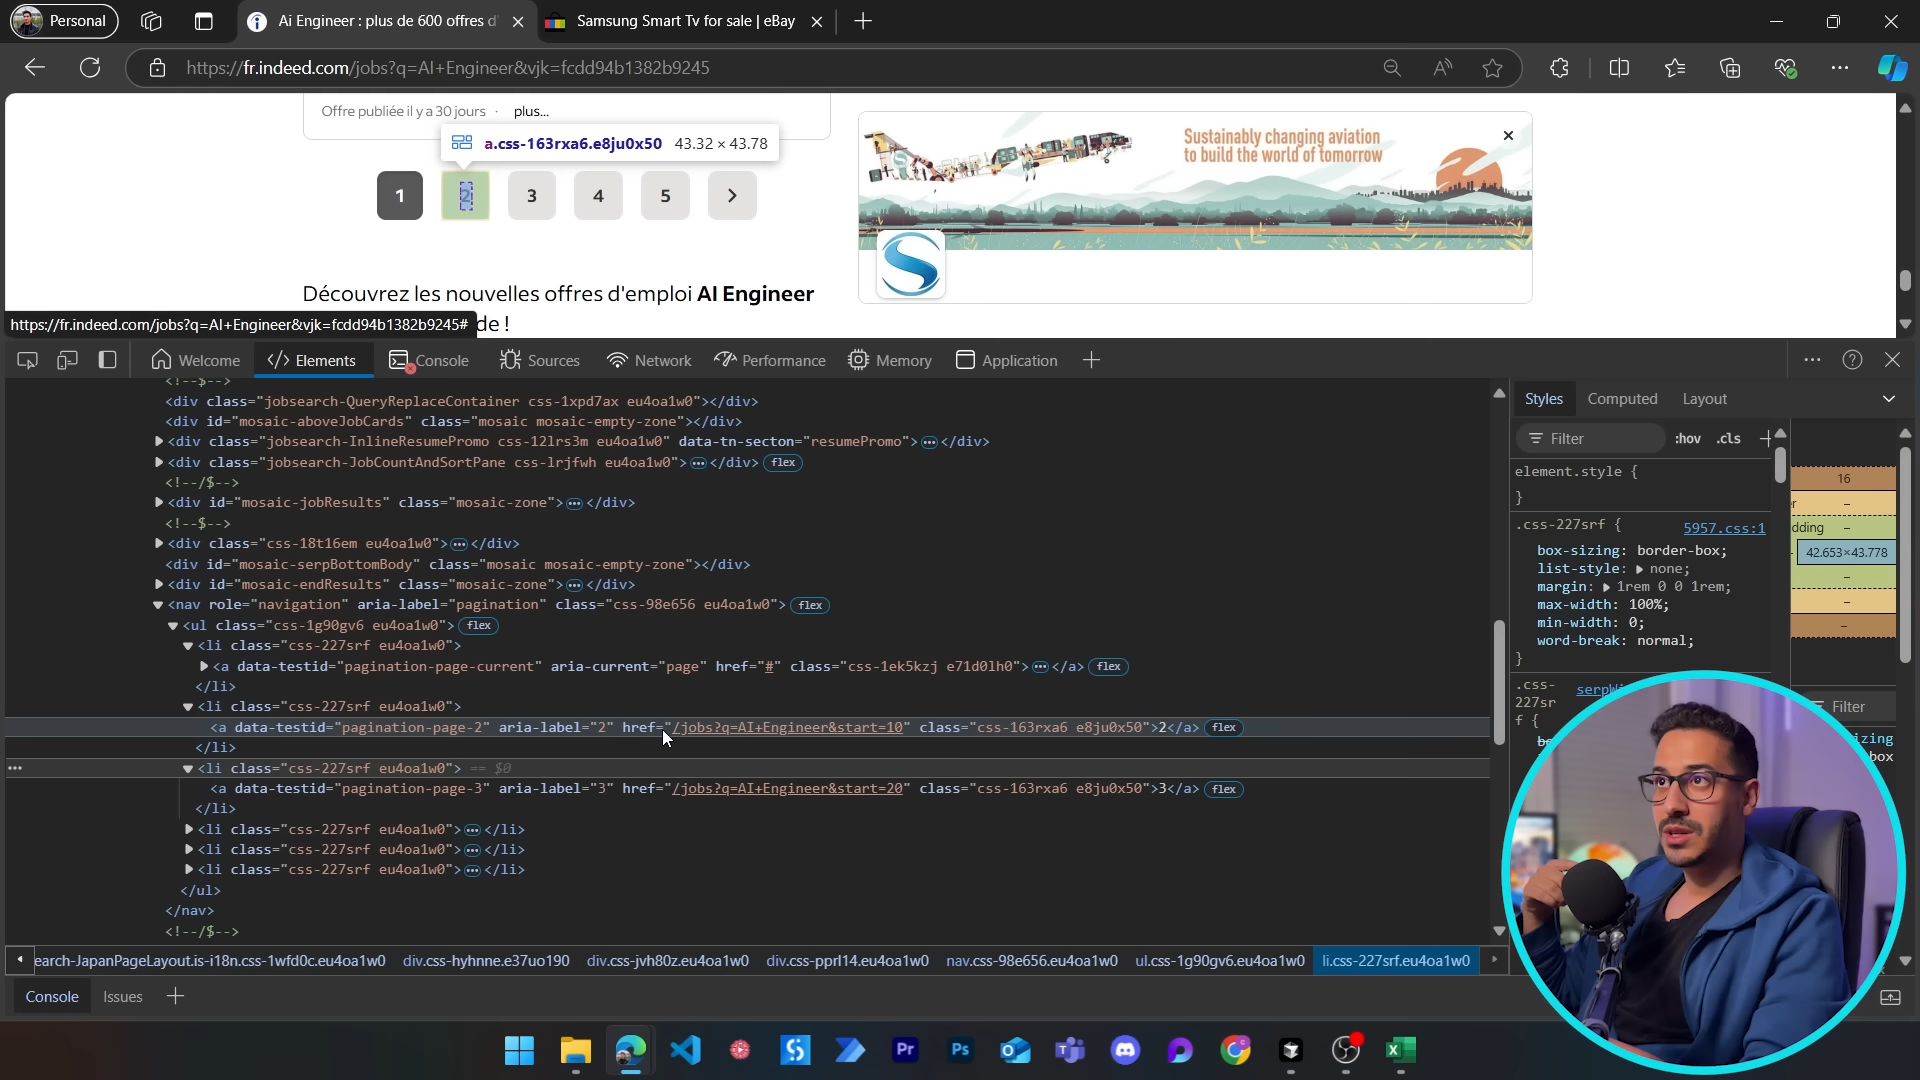 Personal
Ai Engineer : plus de 600 offres d'
Samsung Smart Tv for sale | eBay
https://fr.indeed.com/jobs?q=AI+Engineer&vjk=fcdd94b1382b9245
Offre publiée il y a 30 jours · plus...
a.css-163rxa6.e8ju0x50 43.32 × 43.78
1 2 3 4 5
Sustainably changing aviation
to build the world of tomorrow
Découvrez les nouvelles offres d'emploi AI Engineer
https://fr.indeed.com/jobs?q=AI+Engineer&vjk=fcdd94b1382b9245# de !
Welcome Elements Console Sources Network Performance Memory Application
<!--$-->
<div class="jobsearch-QueryReplaceContainer css-1xpd7ax eu4oa1w0"></div>
<div id="mosaic-aboveJobCards" class="mosaic mosaic-empty-zone"></div>
<div class="jobsearch-InlineResumePromo css-12lrs3m eu4oa1w0" data-tn-secton="resumePromo">…</div>
<div class="jobsearch-JobCountAndSortPane css-lrjfwh eu4oa1w0">…</div> flex
<!--/$-->
<div id="mosaic-jobResults" class="mosaic-zone">…</div>
<!--$-->
<div class="css-18t16em eu4oa1w0">…</div>
<div id="mosaic-serpBottomBody" class="mosaic mosaic-empty-zone"></div>
<div id="mosaic-endResults" class="mosaic-zone">…</div>
<nav role="navigation" aria-label="pagination" class="css-98e656 eu4oa1w0"> flex
<ul class="css-1g90gv6 eu4oa1w0"> flex
<li class="css-227srf eu4oa1w0">
<a data-testid="pagination-page-current" aria-current="page" href="#" class="css-1ek5kzj e71d0lh0">…</a> flex
</li>
<li class="css-227srf eu4oa1w0">
<a data-testid="pagination-page-2" aria-label="2" href="/jobs?q=AI+Engineer&start=10" class="css-163rxa6 e8ju0x50">2</a> flex
</li>
<li class="css-227srf eu4oa1w0"> == $0
<a data-testid="pagination-page-3" aria-label="3" href="/jobs?q=AI+Engineer&start=20" class="css-163rxa6 e8ju0x50">3</a> flex
</li>
<li class="css-227srf eu4oa1w0">…</li>
<li class="css-227srf eu4oa1w0">…</li>
<li class="css-227srf eu4oa1w0">…</li>
</ul>
</nav>
<!--/$-->
earch-JapanPageLayout.is-i18n.css-1wfd0c.eu4oa1w0 div.css-hyhnne.e37uo190 div.css-jvh80z.eu4oa1w0 div.css-pprl14.eu4oa1w0 nav.css-98e656.eu4oa1w0 ul.css-1g90gv6.eu4oa1w0 li.css-227srf.eu4oa1w0
Console Issues
Styles Computed Layout
Filter :hov .cls
element.style {
}
.css-227srf { 5957.css:1
box-sizing: border-box;
list-style: none;
margin: 1rem 0 0 1rem;
max-width: 100%;
min-width: 0;
word-break: normal;
}
.css-
227sr
f {
16
dding
42.653×43.778
Filter
izing
box
Pr
Ps